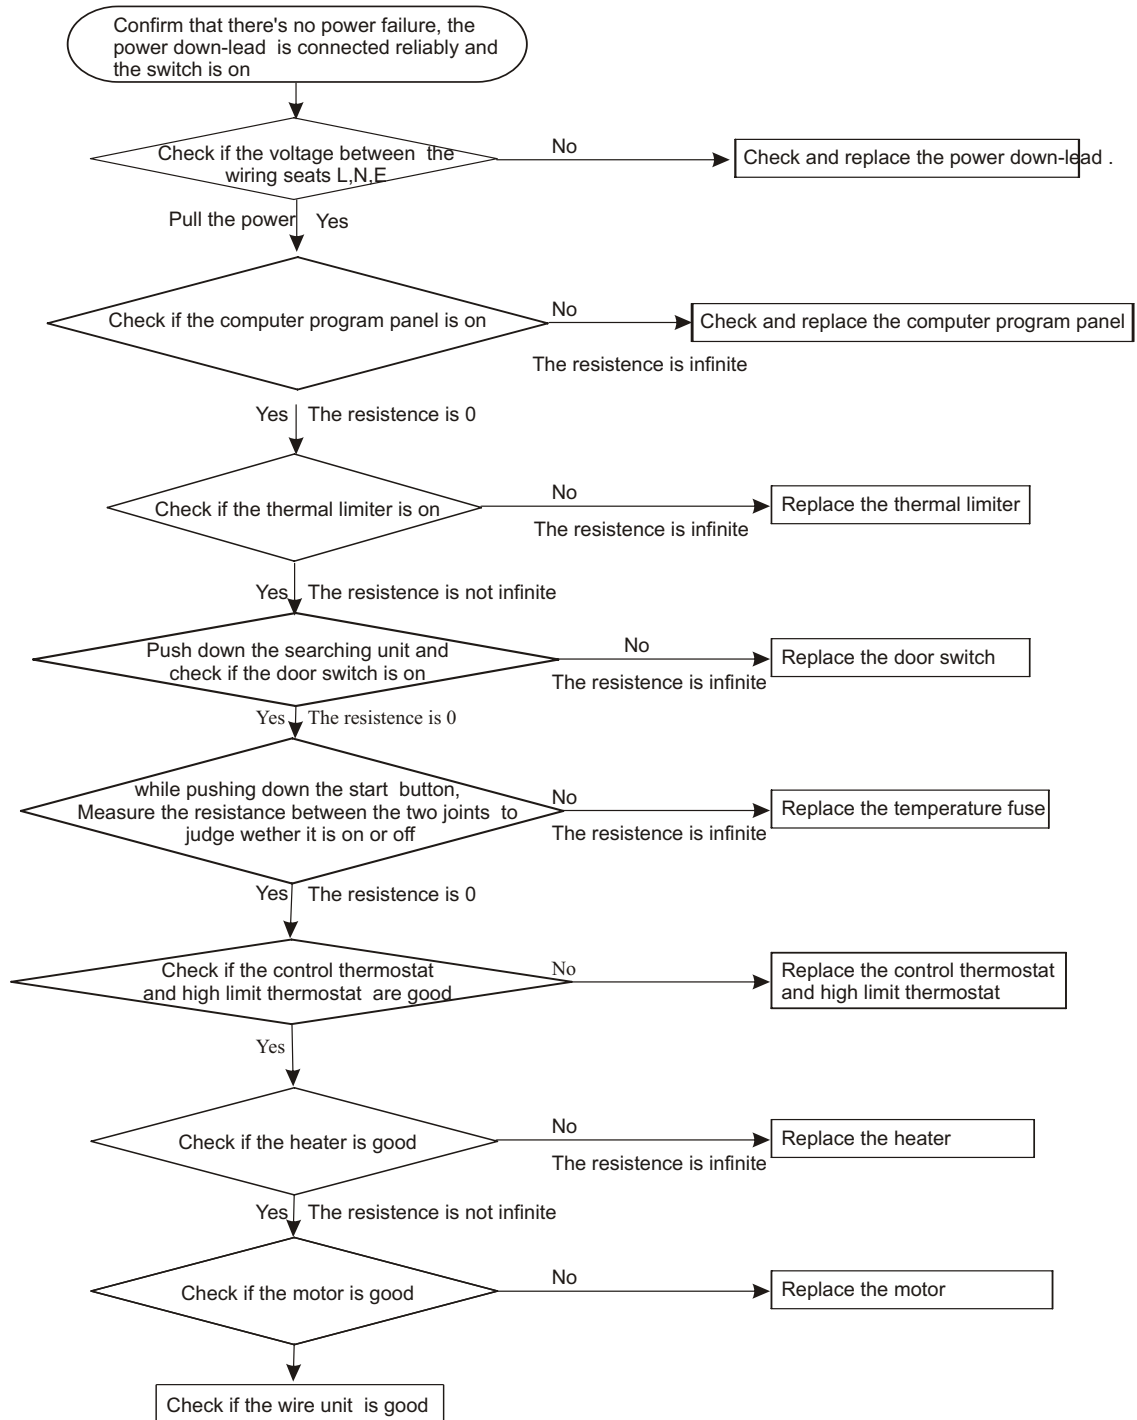 Confirm that there's no power failure, the
power down-lead is connected reliably and
the switch is on
Check if the voltage between the
wiring seats L,N,E
No
Check and replace the power down-lead .
Pull the power Yes
Check if the computer program panel is on
No
Check and replace the computer program panel
The resistance is infinite
Yes The resistence is 0
Check if the thermal limiter is on
No
Replace the thermal limiter
The resistence is infinite
Yes The resistence is not infinite
Push down the searching unit and
check if the door switch is on
No
Replace the door switch
The resistence is infinite
Yes The resistence is 0
while pushing down the start button,
Measure the resistance between the two joints to
judge wether it is on or off
No
Replace the temperature fuse
The resistence is infinite
Yes The resistence is 0
Check if the control thermostat
and high limit thermostat are good
No
Replace the control thermostat
and high limit thermostat
Yes
Check if the heater is good
No
Replace the heater
The resistence is infinite
Yes The resistence is not infinite
Check if the motor is good
No
Replace the motor
Check if the wire unit is good